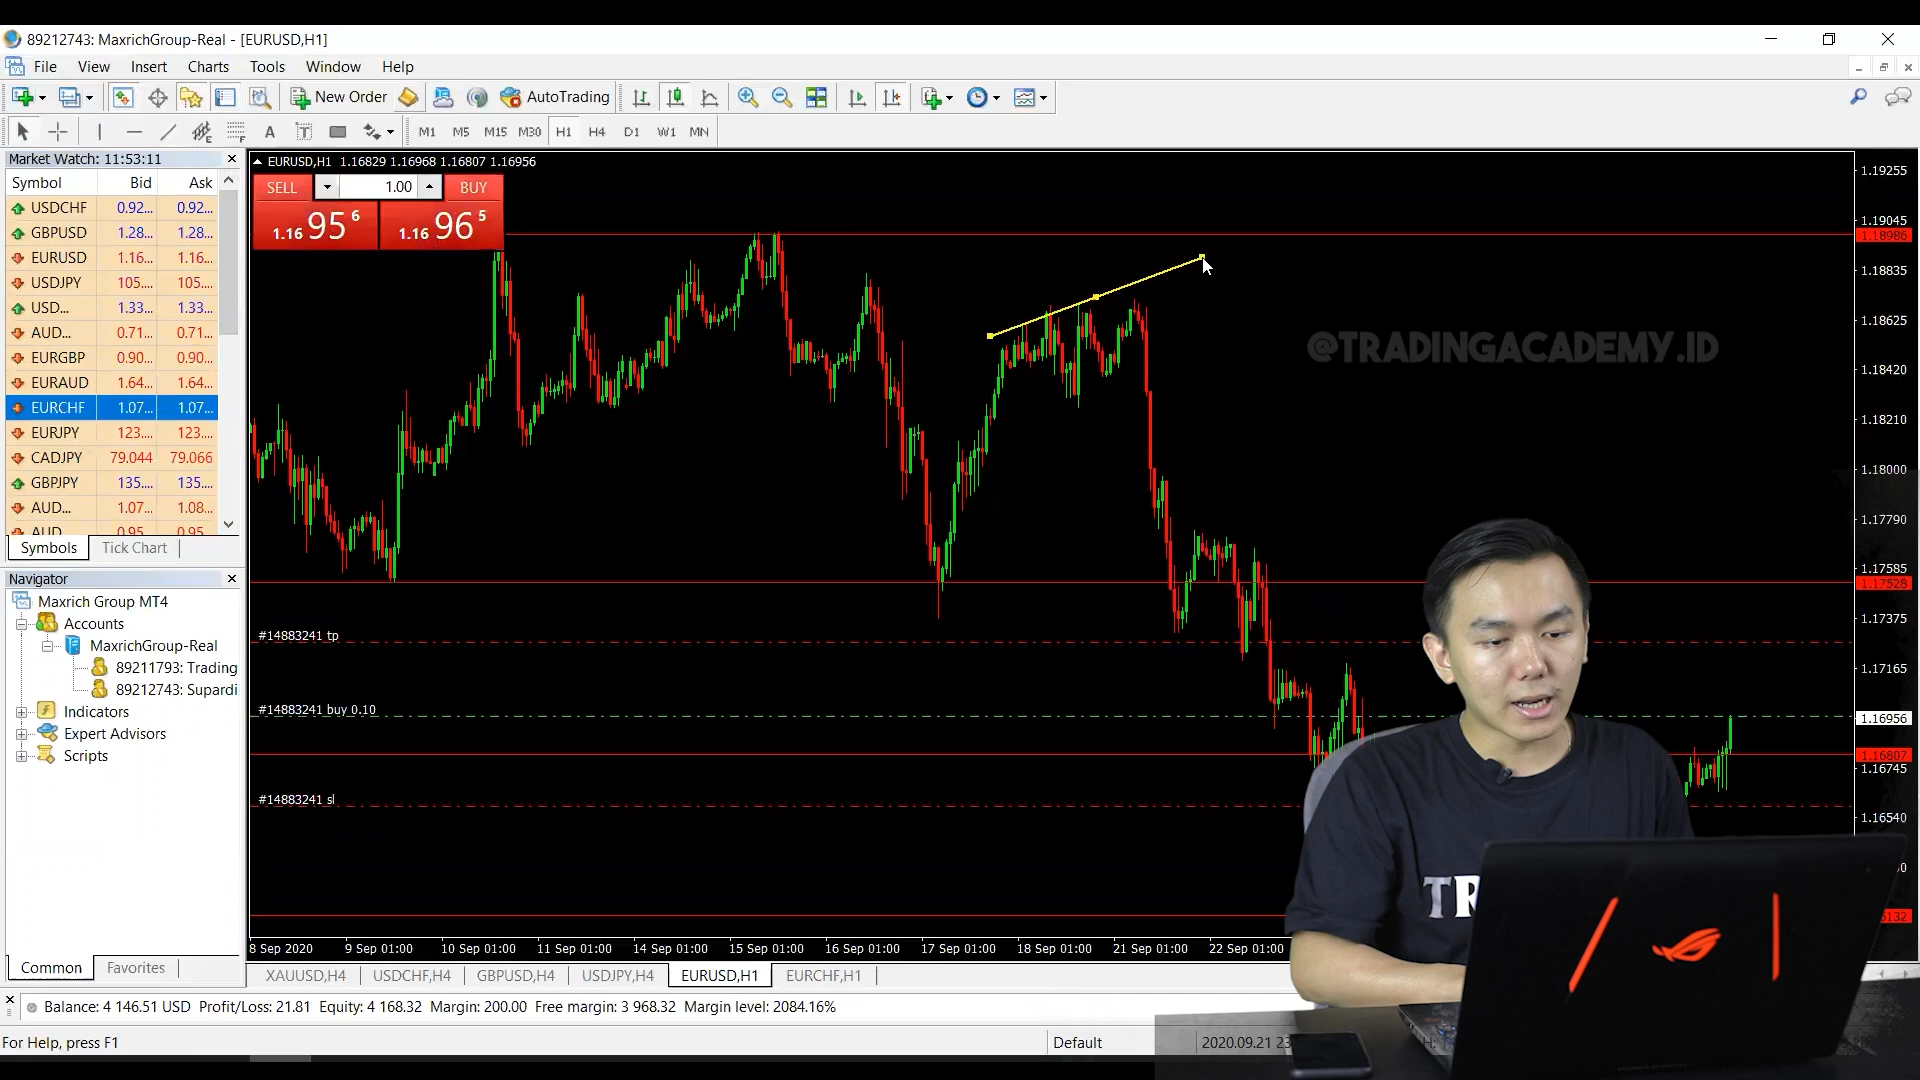 89212743: MaxrichGroup-Real - [EURUSD,H1]
File View Insert Charts Tools Window Help
New Order AutoTrading
A T M1 M5 M15 M30 H1 H4 D1 W1 MN
Market Watch: 11:53:11
Symbol Bid Ask
USDCHF 0.92... 0.92...
GBPUSD 1.28... 1.28...
EURUSD 1.16... 1.16...
USDJPY 105.... 105....
USD... 1.33... 1.33...
AUD... 0.71... 0.71...
EURGBP 0.90... 0.90...
EURAUD 1.64... 1.64...
EURCHF 1.07... 1.07...
EURJPY 123.... 123....
CADJPY 79.044 79.066
GBPJPY 135.... 135....
AUD... 1.07... 1.08...
AUD 0.95 0.95
Symbols Tick Chart
Navigator
Maxrich Group MT4
Accounts
MaxrichGroup-Real
89211793: Trading
89212743: Supardi
Indicators
Expert Advisors
Scripts
Common Favorites
EURUSD,H1 1.16829 1.16968 1.16807 1.16956
SELL 1.00 BUY
1.16 95 6 1.16 96 5
@TRADINGACADEMY.ID
#14883241 tp
#14883241 buy 0.10
#14883241 sl
1.19255
1.19045
1.18986
1.18835
1.18625
1.18420
1.18210
1.18000
1.17790
1.17585
1.17528
1.17375
1.17165
1.16956
1.16807
1.16745
1.16540
8 Sep 2020 9 Sep 01:00 10 Sep 01:00 11 Sep 01:00 14 Sep 01:00 15 Sep 01:00 16 Sep 01:00 17 Sep 01:00 18 Sep 01:00 21 Sep 01:00 22 Sep 01:00
XAUUSD,H4 USDCHF,H4 GBPUSD,H4 USDJPY,H4 EURUSD,H1 EURCHF,H1
Balance: 4 146.51 USD Profit/Loss: 21.81 Equity: 4 168.32 Margin: 200.00 Free margin: 3 968.32 Margin level: 2084.16%
For Help, press F1 Default 2020.09.21 23